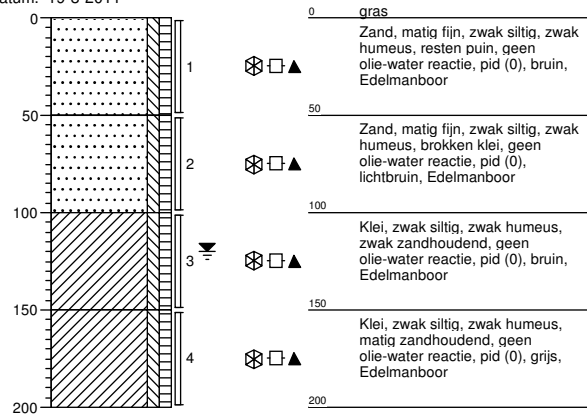 0
50
100
150
200
1
2
3
4
0 gras
Zand, matig fijn, zwak siltig, zwak
humeus, resten puin, geen
olie-water reactie, pid (0), bruin,
Edelmanboor
50
Zand, matig fijn, zwak siltig, zwak
humeus, brokken klei, geen
olie-water reactie, pid (0),
lichtbruin, Edelmanboor
100
Klei, zwak siltig, zwak humeus,
zwak zandhoudend, geen
olie-water reactie, pid (0), bruin,
Edelmanboor
150
Klei, zwak siltig, zwak humeus,
matig zandhoudend, geen
olie-water reactie, pid (0), grijs,
Edelmanboor
200